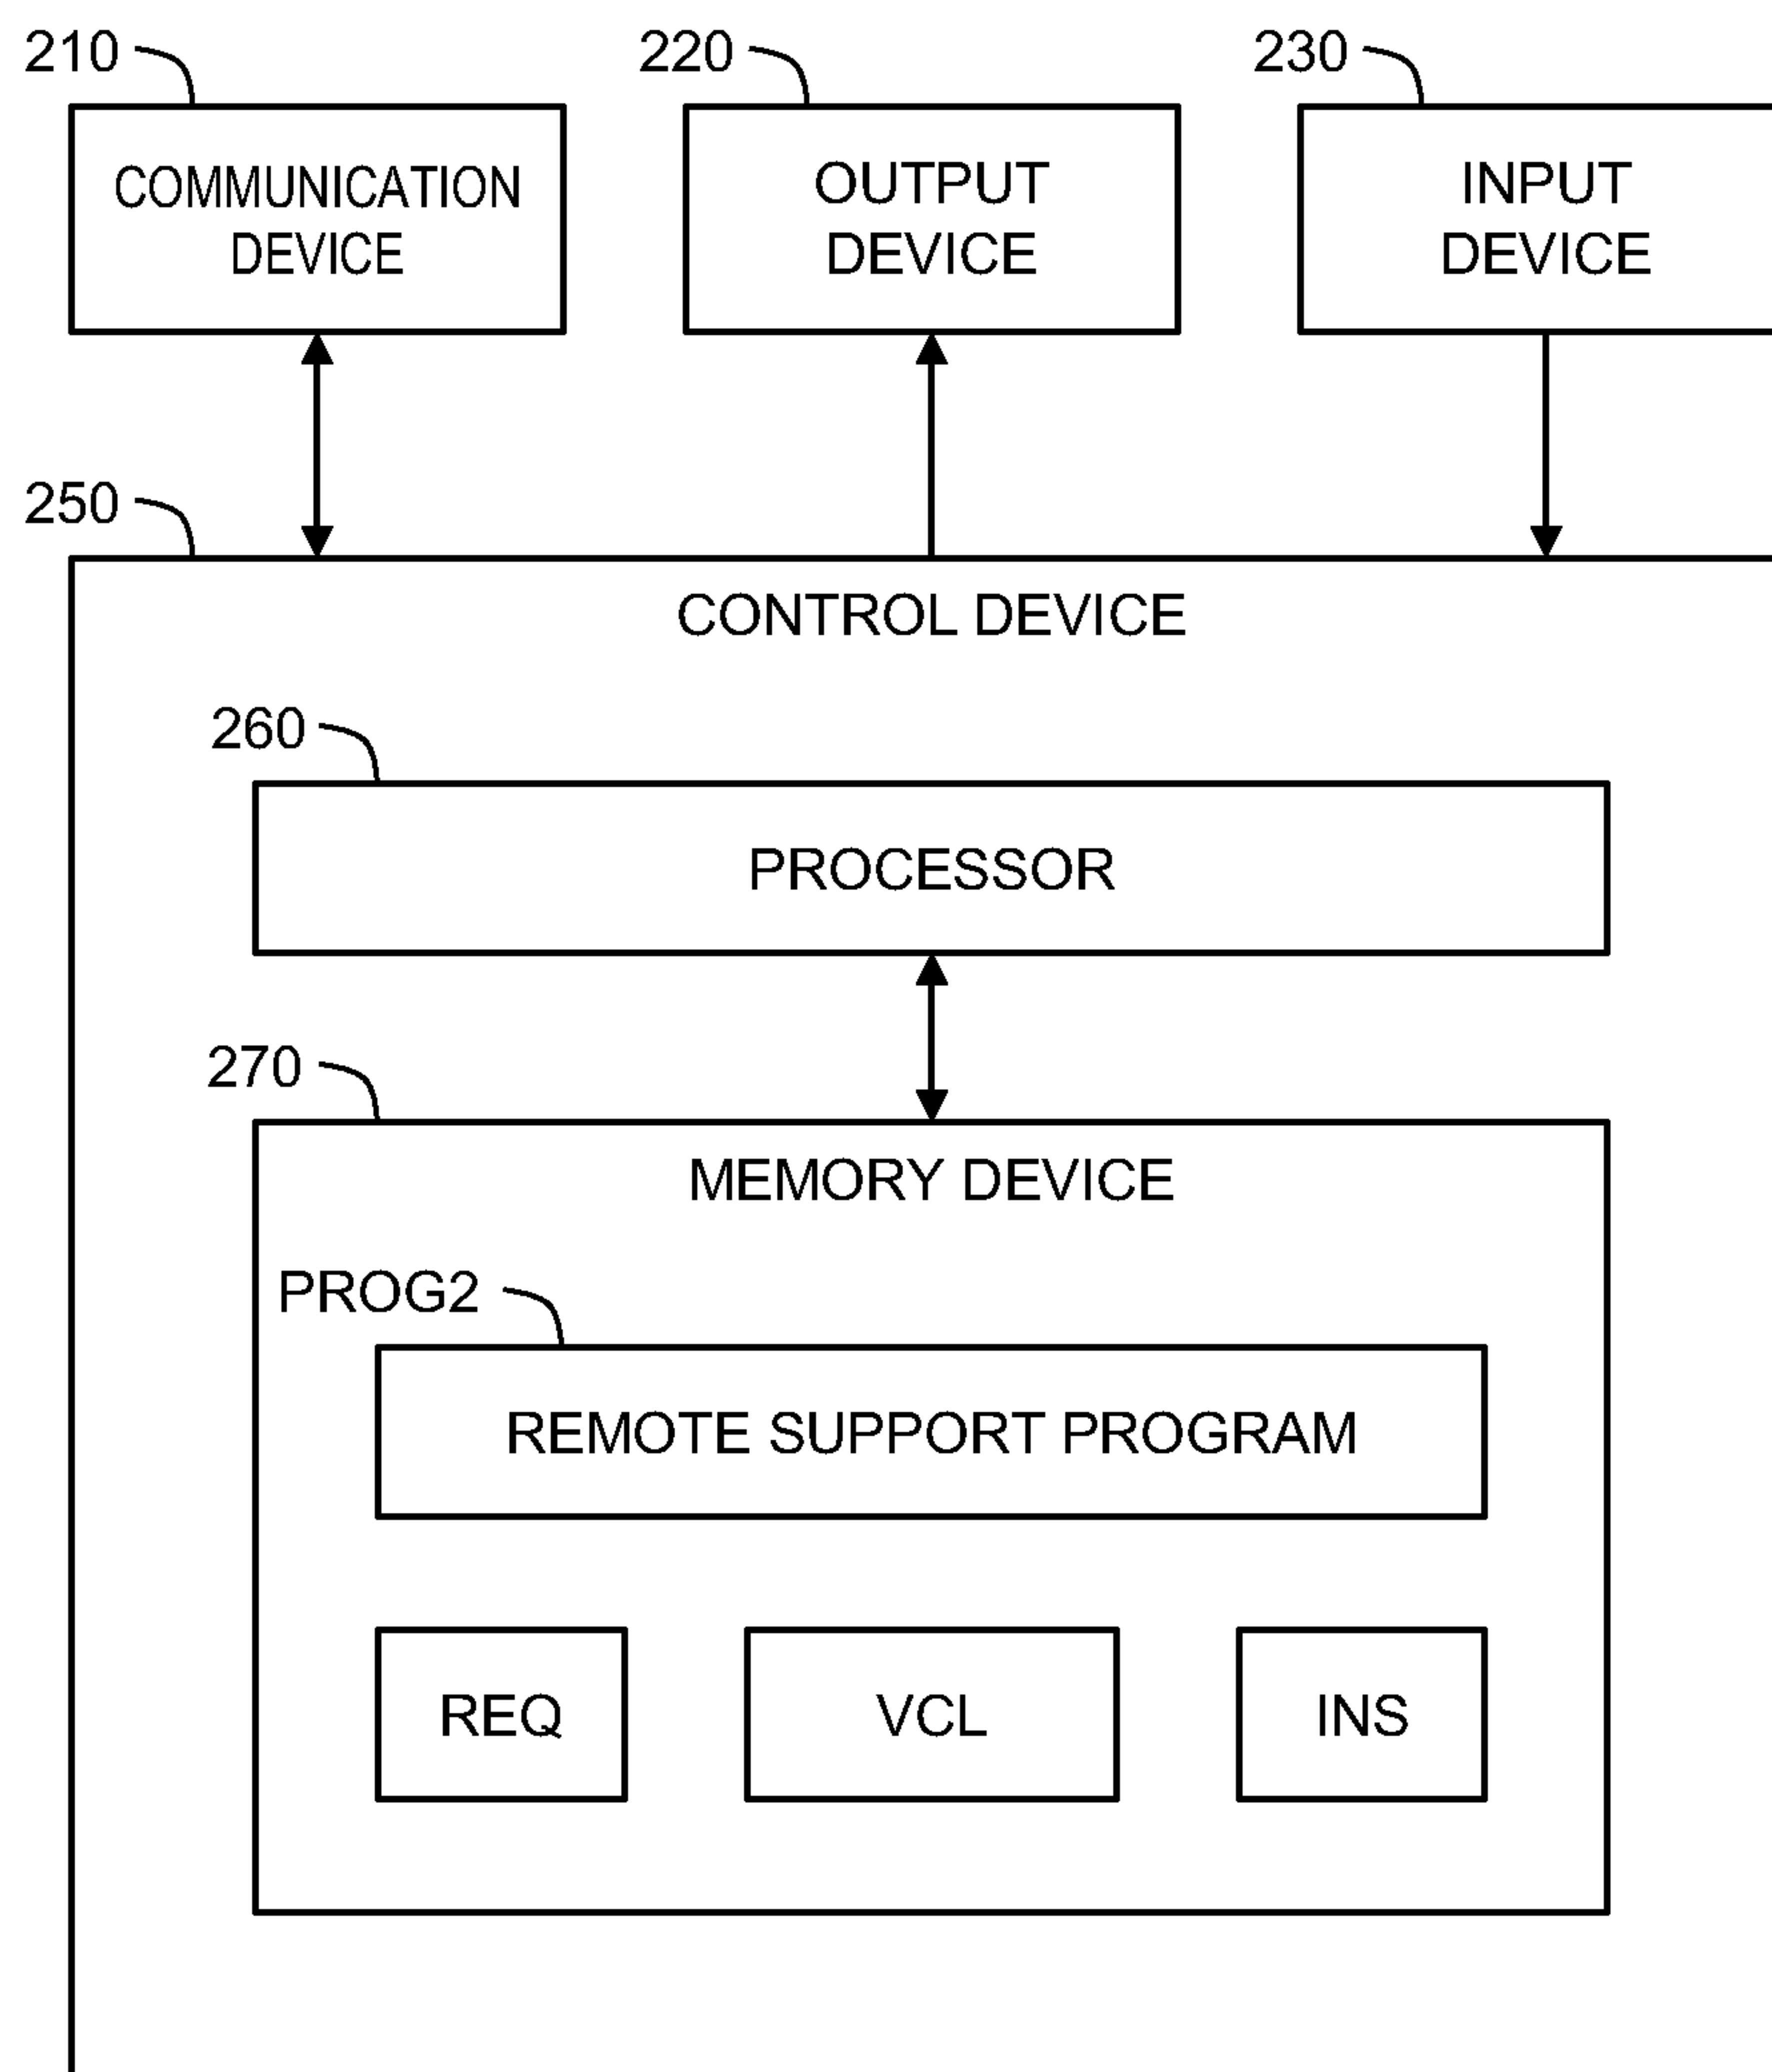 210
220
230
COMMUNICATION
DEVICE
OUTPUT
DEVICE
INPUT
DEVICE
250
CONTROL DEVICE
260
PROCESSOR
270
MEMORY DEVICE
PROG2
REMOTE SUPPORT PROGRAM
REQ
VCL
INS